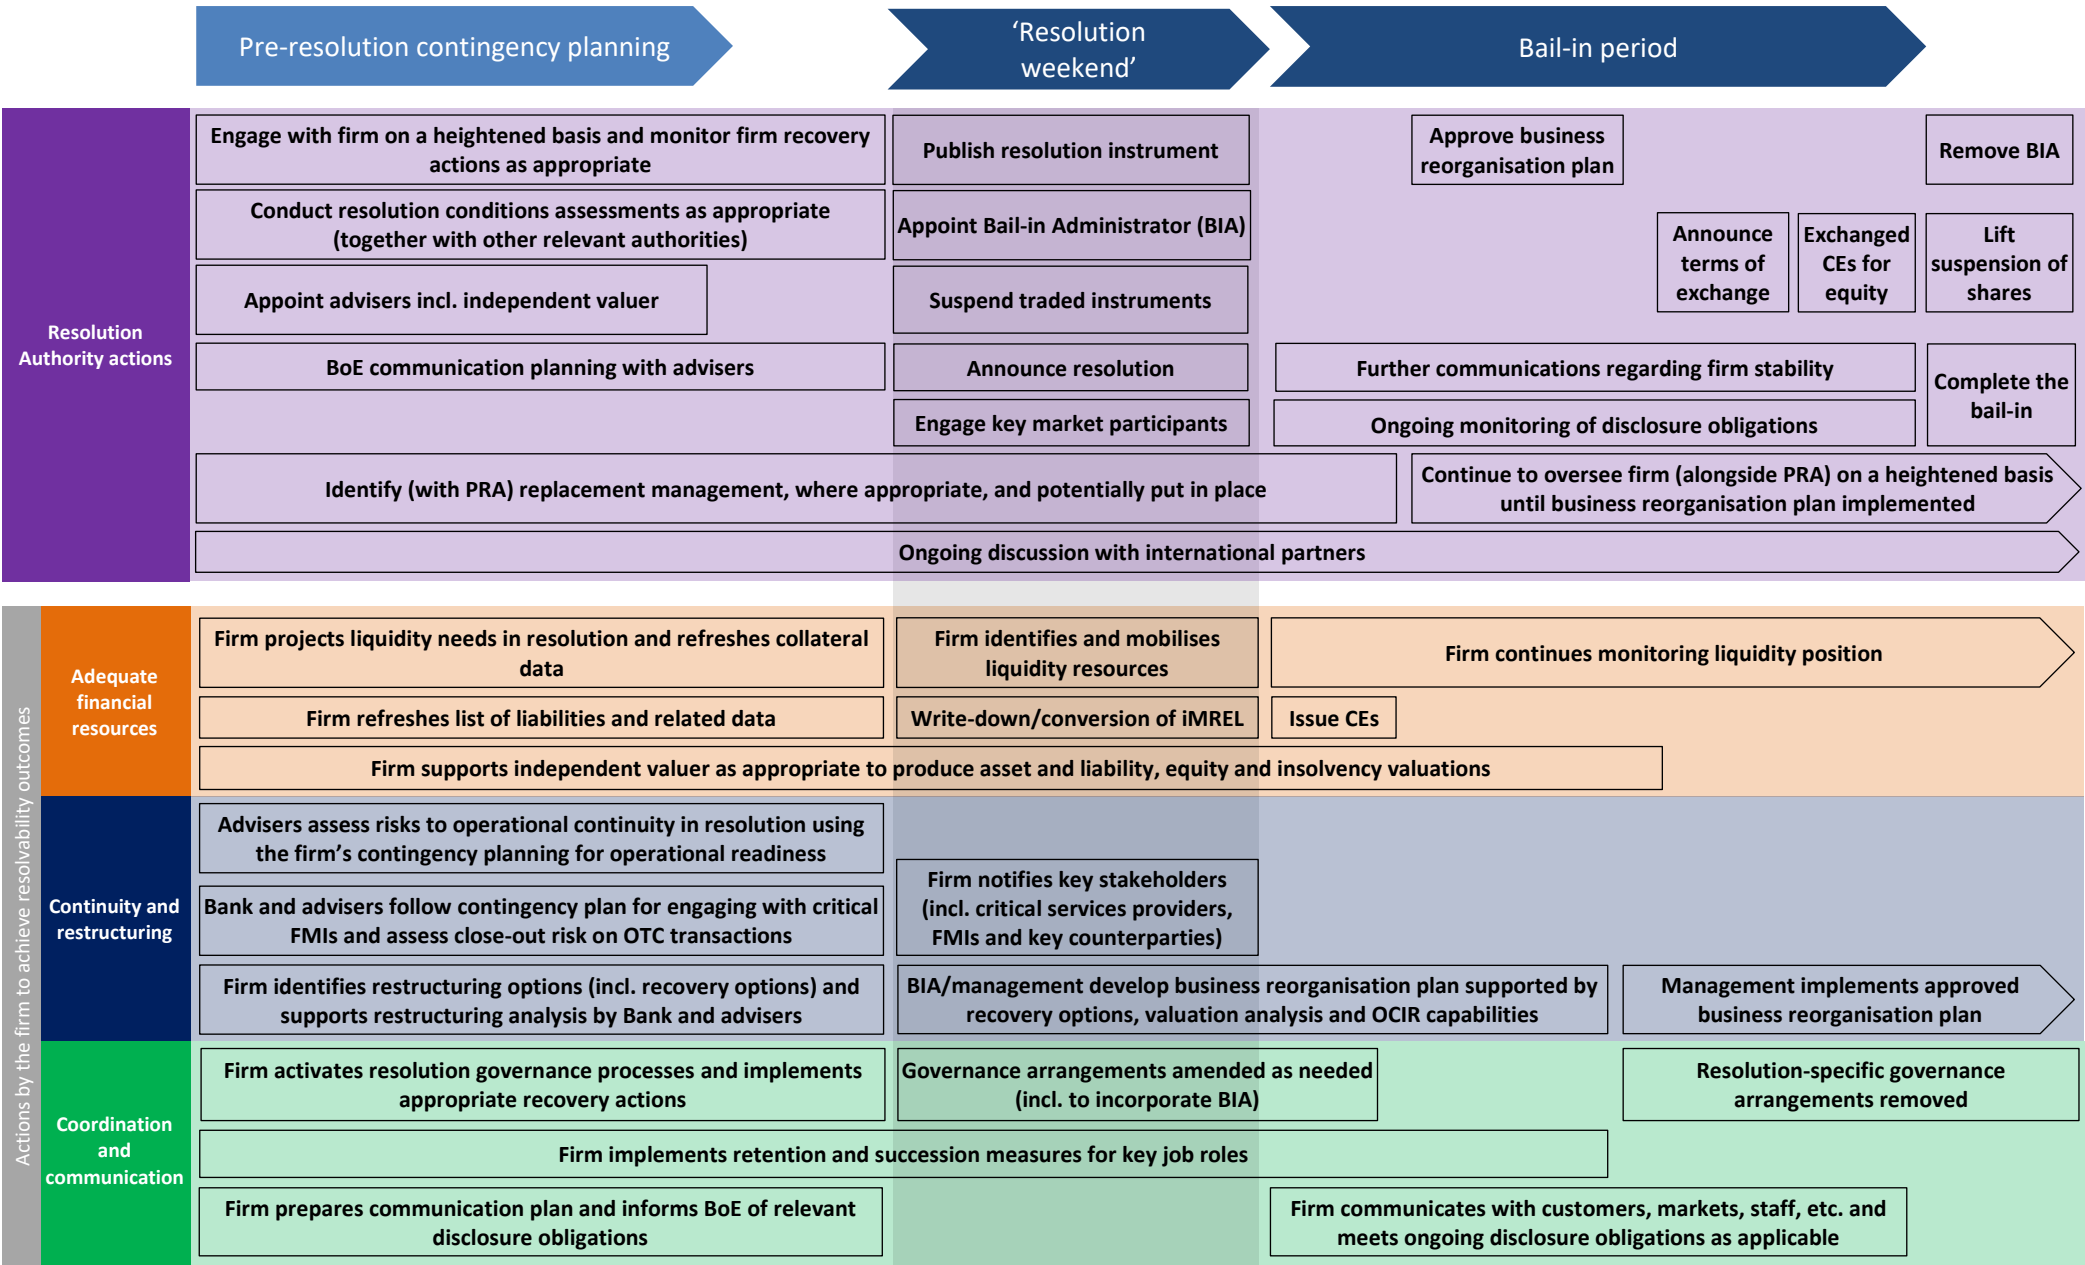 Pre-resolution contingency planning
‘Resolution
weekend’
Bail-in period
Resolution
Authority actions
Engage with firm on a heightened basis and monitor firm recovery
actions as appropriate
Publish resolution instrument
Approve business
reorganisation plan
Remove BIA
Conduct resolution conditions assessments as appropriate
(together with other relevant authorities)
Appoint Bail-in Administrator (BIA)
Announce
terms of
exchange
Exchanged
CEs for
equity
Lift
suspension of
shares
Appoint advisers incl. independent valuer
Suspend traded instruments
BoE communication planning with advisers
Announce resolution
Further communications regarding firm stability
Complete the
bail-in
Engage key market participants
Ongoing monitoring of disclosure obligations
Identify (with PRA) replacement management, where appropriate, and potentially put in place
Continue to oversee firm (alongside PRA) on a heightened basis
until business reorganisation plan implemented
Ongoing discussion with international partners
Actions by the firm to achieve resolvability outcomes
Adequate
financial
resources
Firm projects liquidity needs in resolution and refreshes collateral
data
Firm identifies and mobilises
liquidity resources
Firm continues monitoring liquidity position
Firm refreshes list of liabilities and related data
Write-down/conversion of iMREL
Issue CEs
Firm supports independent valuer as appropriate to produce asset and liability, equity and insolvency valuations
Continuity and
restructuring
Advisers assess risks to operational continuity in resolution using
the firm’s contingency planning for operational readiness
Bank and advisers follow contingency plan for engaging with critical
FMIs and assess close-out risk on OTC transactions
Firm notifies key stakeholders
(incl. critical services providers,
FMIs and key counterparties)
Firm identifies restructuring options (incl. recovery options) and
supports restructuring analysis by Bank and advisers
BIA/management develop business reorganisation plan supported by
recovery options, valuation analysis and OCIR capabilities
Management implements approved
business reorganisation plan
Coordination
and
communication
Firm activates resolution governance processes and implements
appropriate recovery actions
Governance arrangements amended as needed
(incl. to incorporate BIA)
Resolution-specific governance
arrangements removed
Firm implements retention and succession measures for key job roles
Firm prepares communication plan and informs BoE of relevant
disclosure obligations
Firm communicates with customers, markets, staff, etc. and
meets ongoing disclosure obligations as applicable